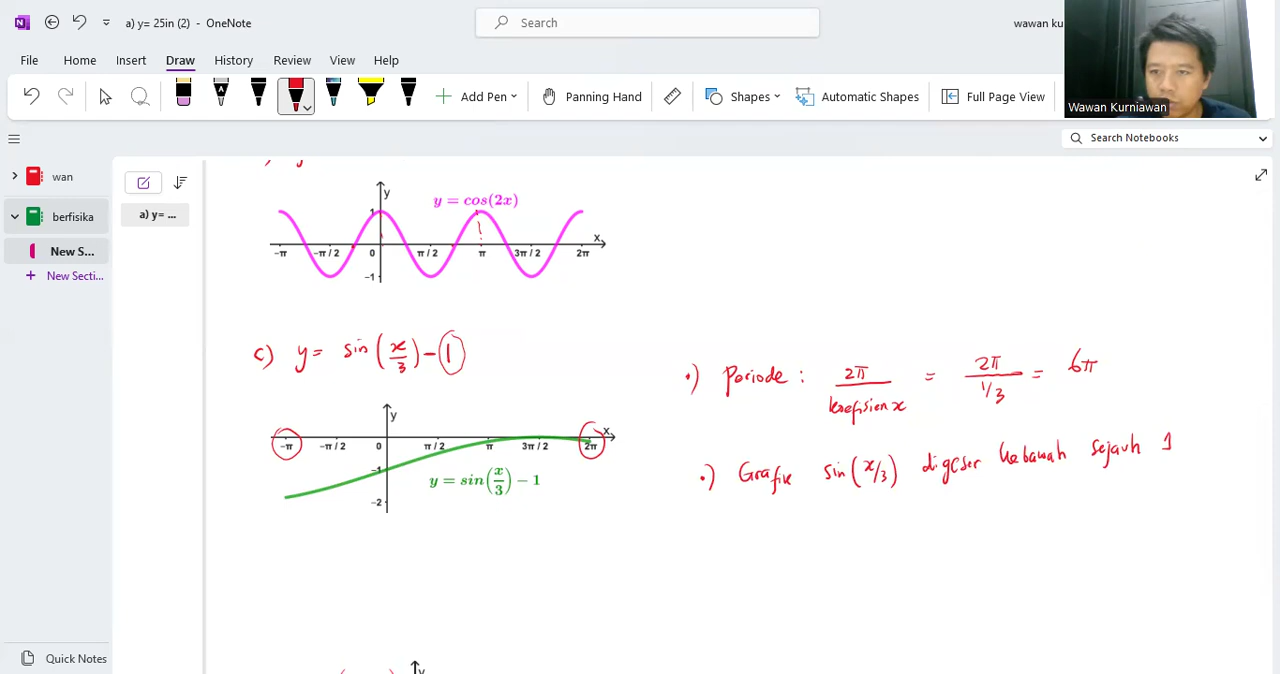 a) y= 25in (2) - OneNote
Search
wawan ku
File Home Insert Draw History Review View Help
Add Pen
Panning Hand
Shapes
Automatic Shapes
Full Page View
Wawan Kurniawan
Search Notebooks
wan
berfisika
a) y= ...
New S...
New Secti...
y
y = cos(2x)
1
x
-π -π / 2 0 π / 2 π 3π / 2 2π
-1
c) y = sin(x/3) - 1
•) Periode : 2π/koefisien x = 2π/1/3 = 6π
y
x
-π -π / 2 0 π / 2 π 3π / 2 2π
-1
y = sin(x/3) - 1
-2
•) Grafik sin(x/3) digeser kebawah sejauh 1
Quick Notes
y